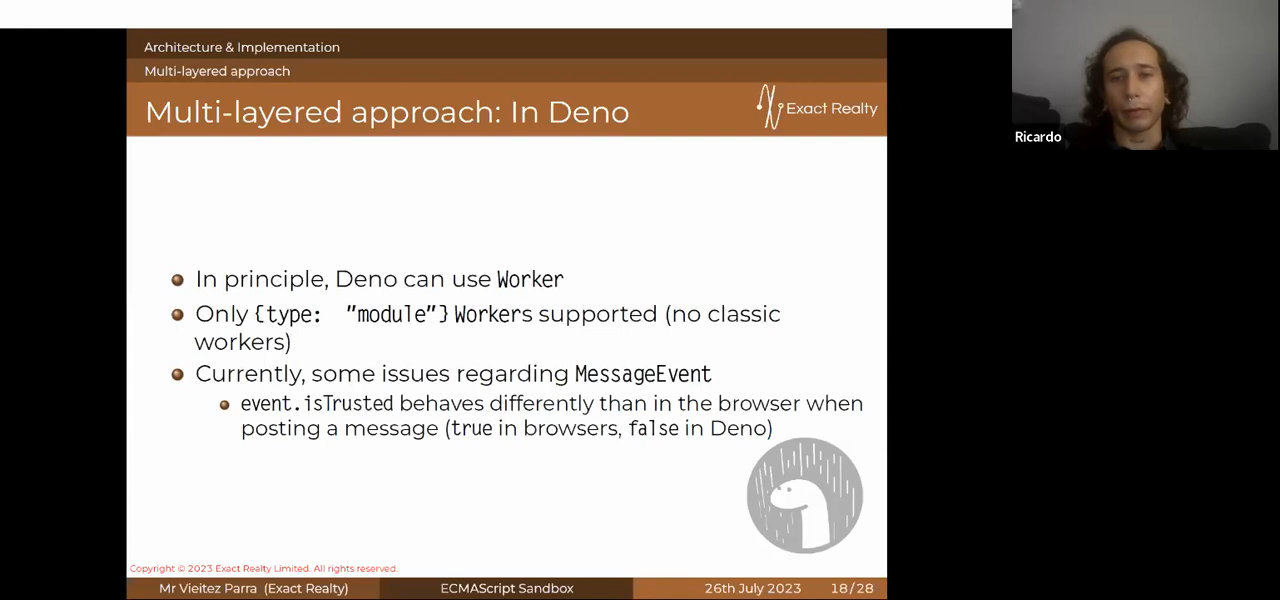 Architecture & Implementation
Multi-layered approach
Multi-layered approach: In Deno
Exact Realty
Ricardo
In principle, Deno can use Worker
Only {type: "module"} Workers supported (no classic
workers)
Currently, some issues regarding MessageEvent
event.isTrusted behaves differently than in the browser when
posting a message (true in browsers, false in Deno)
Copyright © 2023 Exact Realty Limited. All rights reserved.
Mr Vieitez Parra (Exact Realty) ECMAScript Sandbox 26th July 2023 18/28